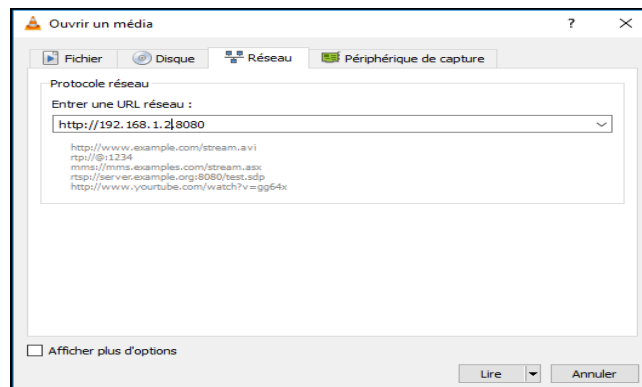 Ouvrir un média
?
Fichier Disque Réseau Périphérique de capture
Protocole réseau
Entrer une URL réseau :
http://192.168.1.2:8080
http://www.example.com/stream.avi
rtp://@:1234
mms://mms.examples.com/stream.asx
rtsp://server.example.org:8080/test.sdp
http://www.yourtube.com/watch?v=gg64x
Afficher plus d'options
Lire Annuler